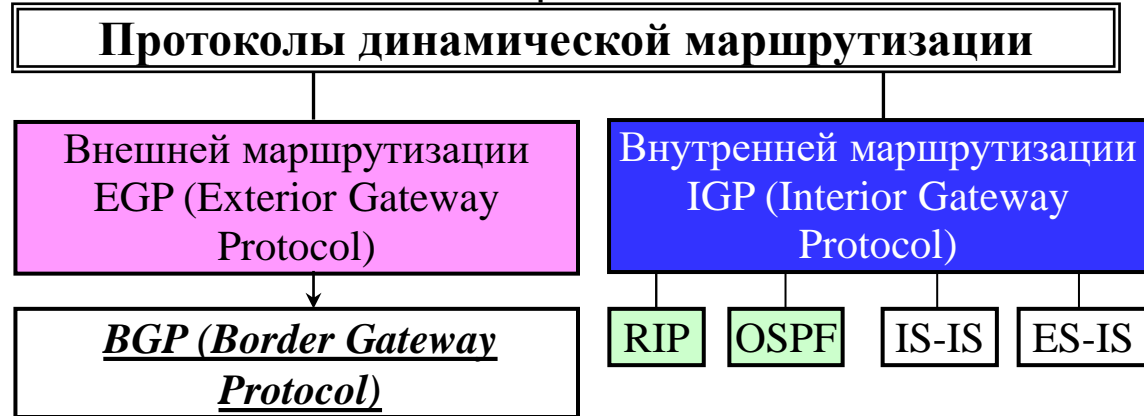 Протоколы динамической маршрутизации
Внешней маршрутизации
EGP (Exterior Gateway
Protocol)
Внутренней маршрутизации
IGP (Interior Gateway
Protocol)
BGP (Border Gateway
Protocol)
RIP
OSPF
IS-IS
ES-IS